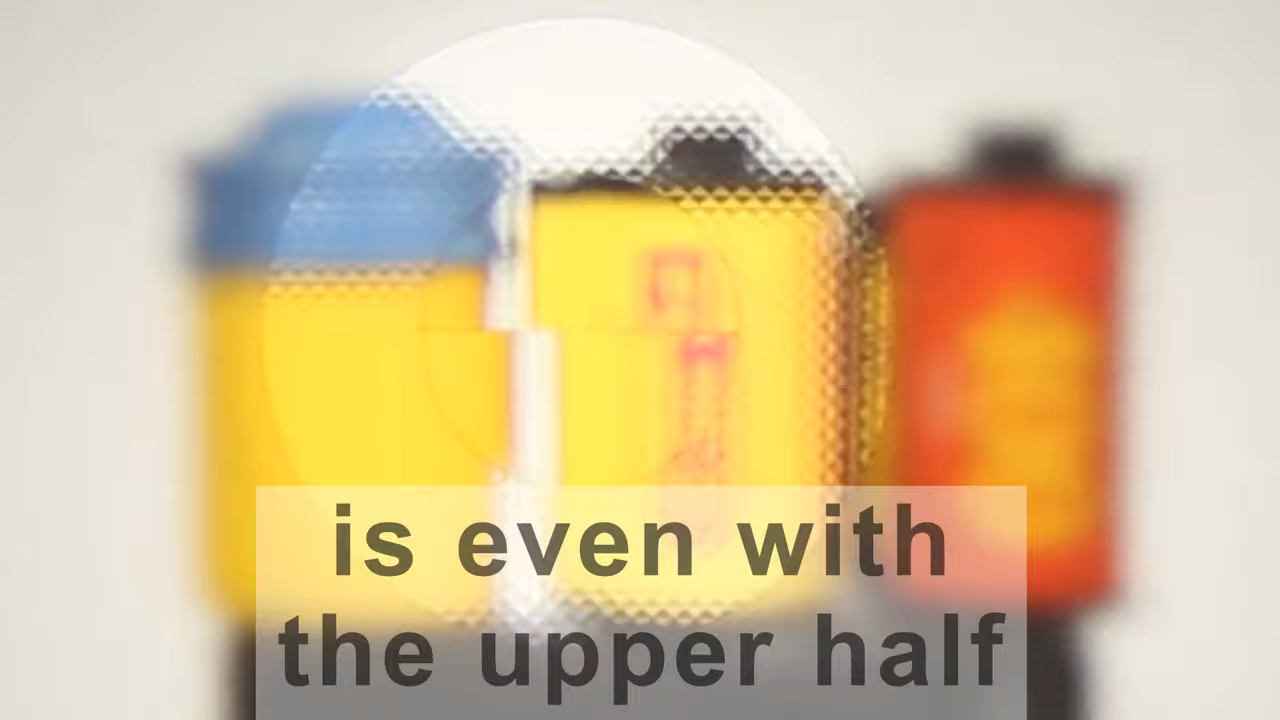 is even with
the upper half